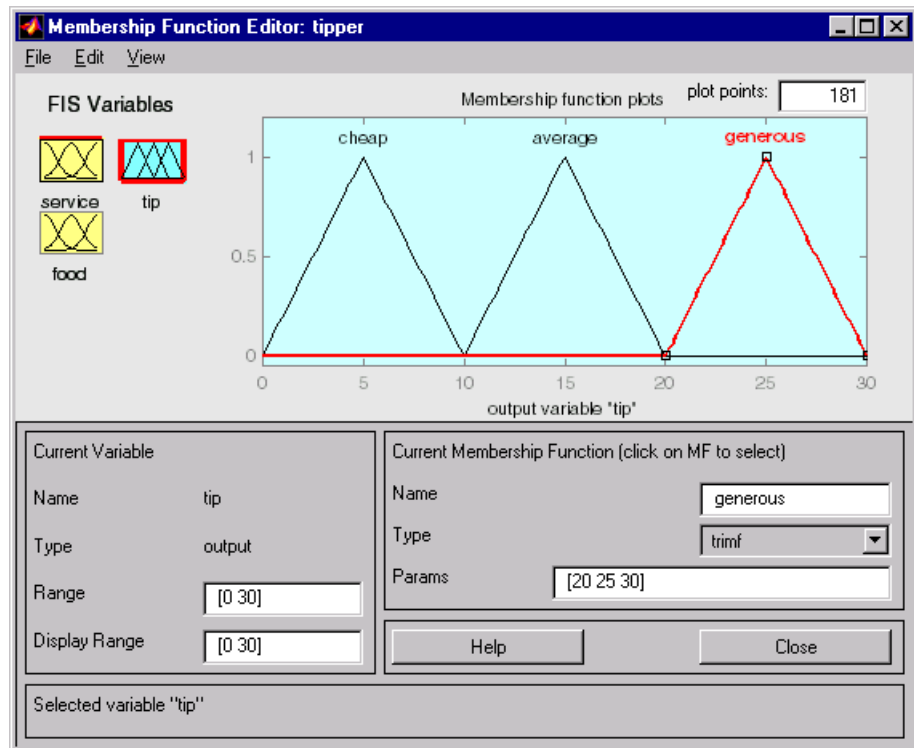 Membership Function Editor: tipper
File Edit View
FIS Variables
Membership function plots
plot points: 181
service
tip
food
cheap
average
generous
1
0.5
0
0 5 10 15 20 25 30
output variable "tip"
Current Variable
Name tip
Type output
Range [0 30]
Display Range [0 30]
Current Membership Function (click on MF to select)
Name generous
Type trimf
Params [20 25 30]
Help Close
Selected variable "tip"